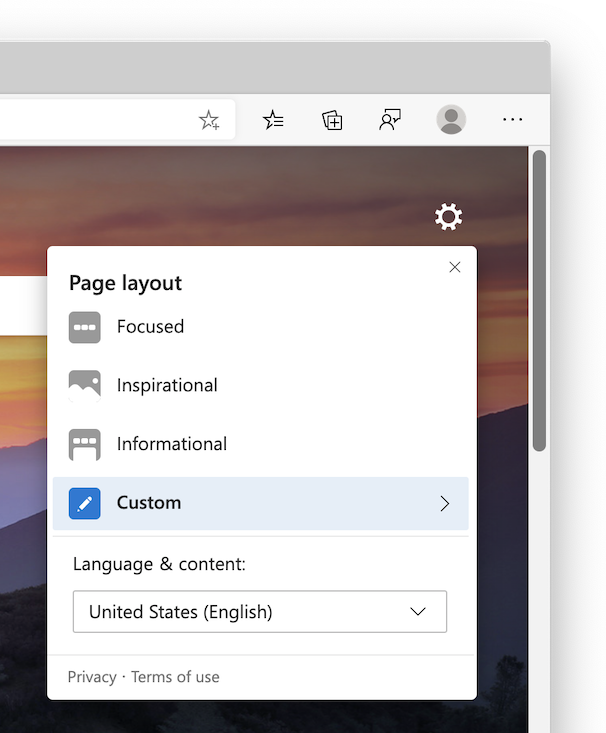 Page layout
Focused
Inspirational
Informational
Custom
Language & content:
United States (English)
Privacy · Terms of use